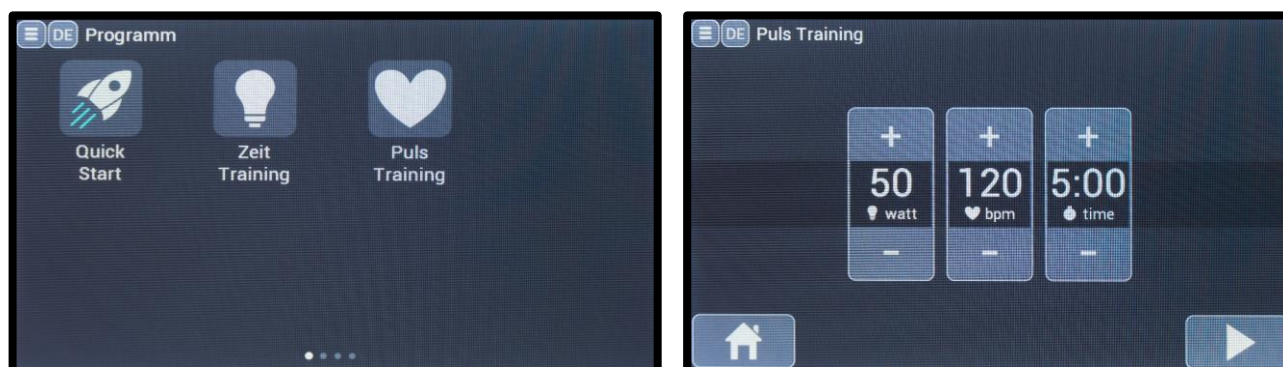 DE Programm
Quick
Start
Zeit
Training
Puls
Training
DE Puls Training
50
watt
120
bpm
5:00
time